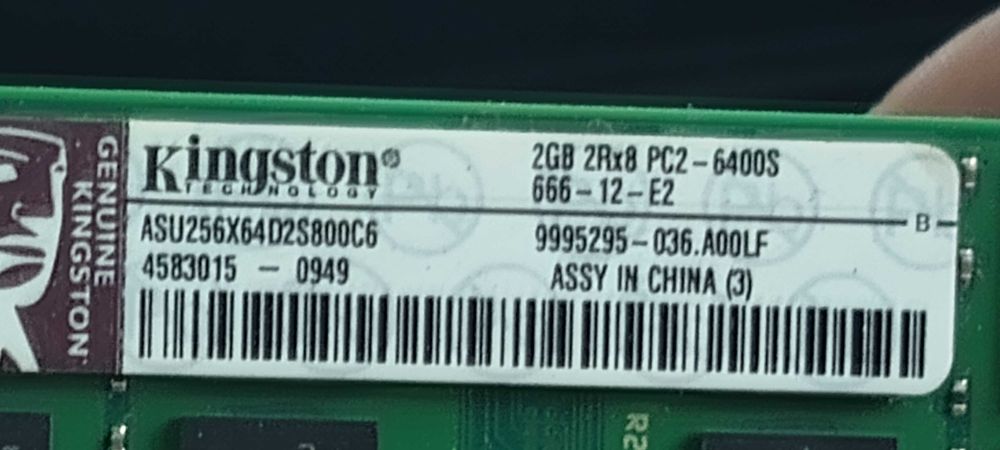 GENUINE
KINGSTON
Kingston®
TECHNOLOGY
2GB 2Rx8 PC2-6400S
666-12-E2
B
ASU256X64D2S800C6
9995295-036.A00LF
4583015 - 0949
ASSY IN CHINA (3)
R2